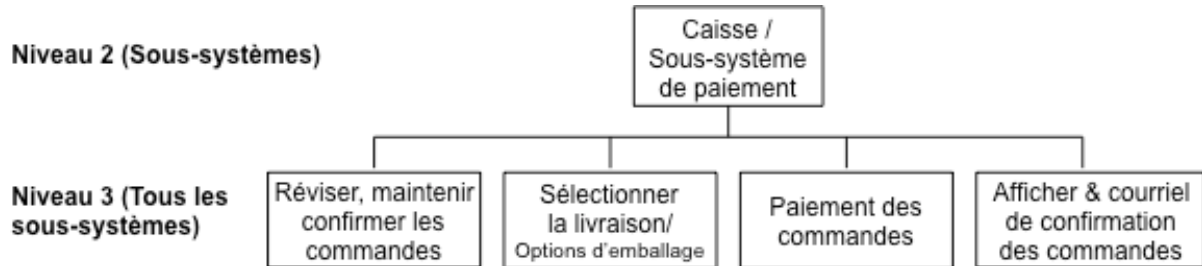 Niveau 2 (Sous-systèmes)
Caisse /
Sous-système
de paiement
Niveau 3 (Tous les
sous-systèmes)
Réviser, maintenir
confirmer les
commandes
Sélectionner
la livraison/
Options d'emballage
Paiement des
commandes
Afficher & courriel
de confirmation
des commandes